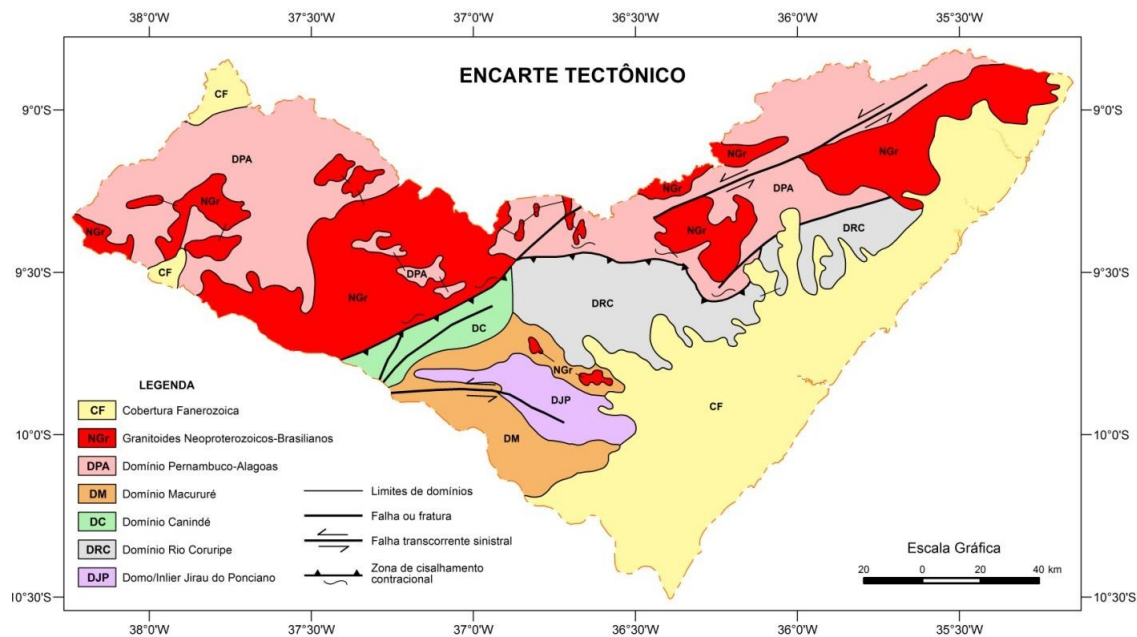 38°0'W 37°30'W 37°0'W 36°30'W 36°0'W 35°30'W
ENCARTE TECTÔNICO
9°0'S 9°0'S
CF
DPA
NGr
NGr
NGr
NGr
DPA
NGr
DRC
NGr
CF
DPA
9°30'S 9°30'S
NGr
DRC
DC
NGr
DJP
CF
DM
10°0'S 10°0'S
LEGENDA
CF Cobertura Fanerozoica
NGr Granitoides Neoproterozoicos-Brasilianos
DPA Domínio Pernambuco-Alagoas
DM Domínio Macururé
DC Domínio Canindé
DRC Domínio Rio Coruripe
DJP Domo/Inlier Jirau do Ponciano
Limites de domínios
Falha ou fratura
Falha transcorrente sinistral
Zona de cisalhamento
contracional
Escala Gráfica
20 0 20 40 km
10°30'S 10°30'S
38°0'W 37°30'W 37°0'W 36°30'W 36°0'W 35°30'W